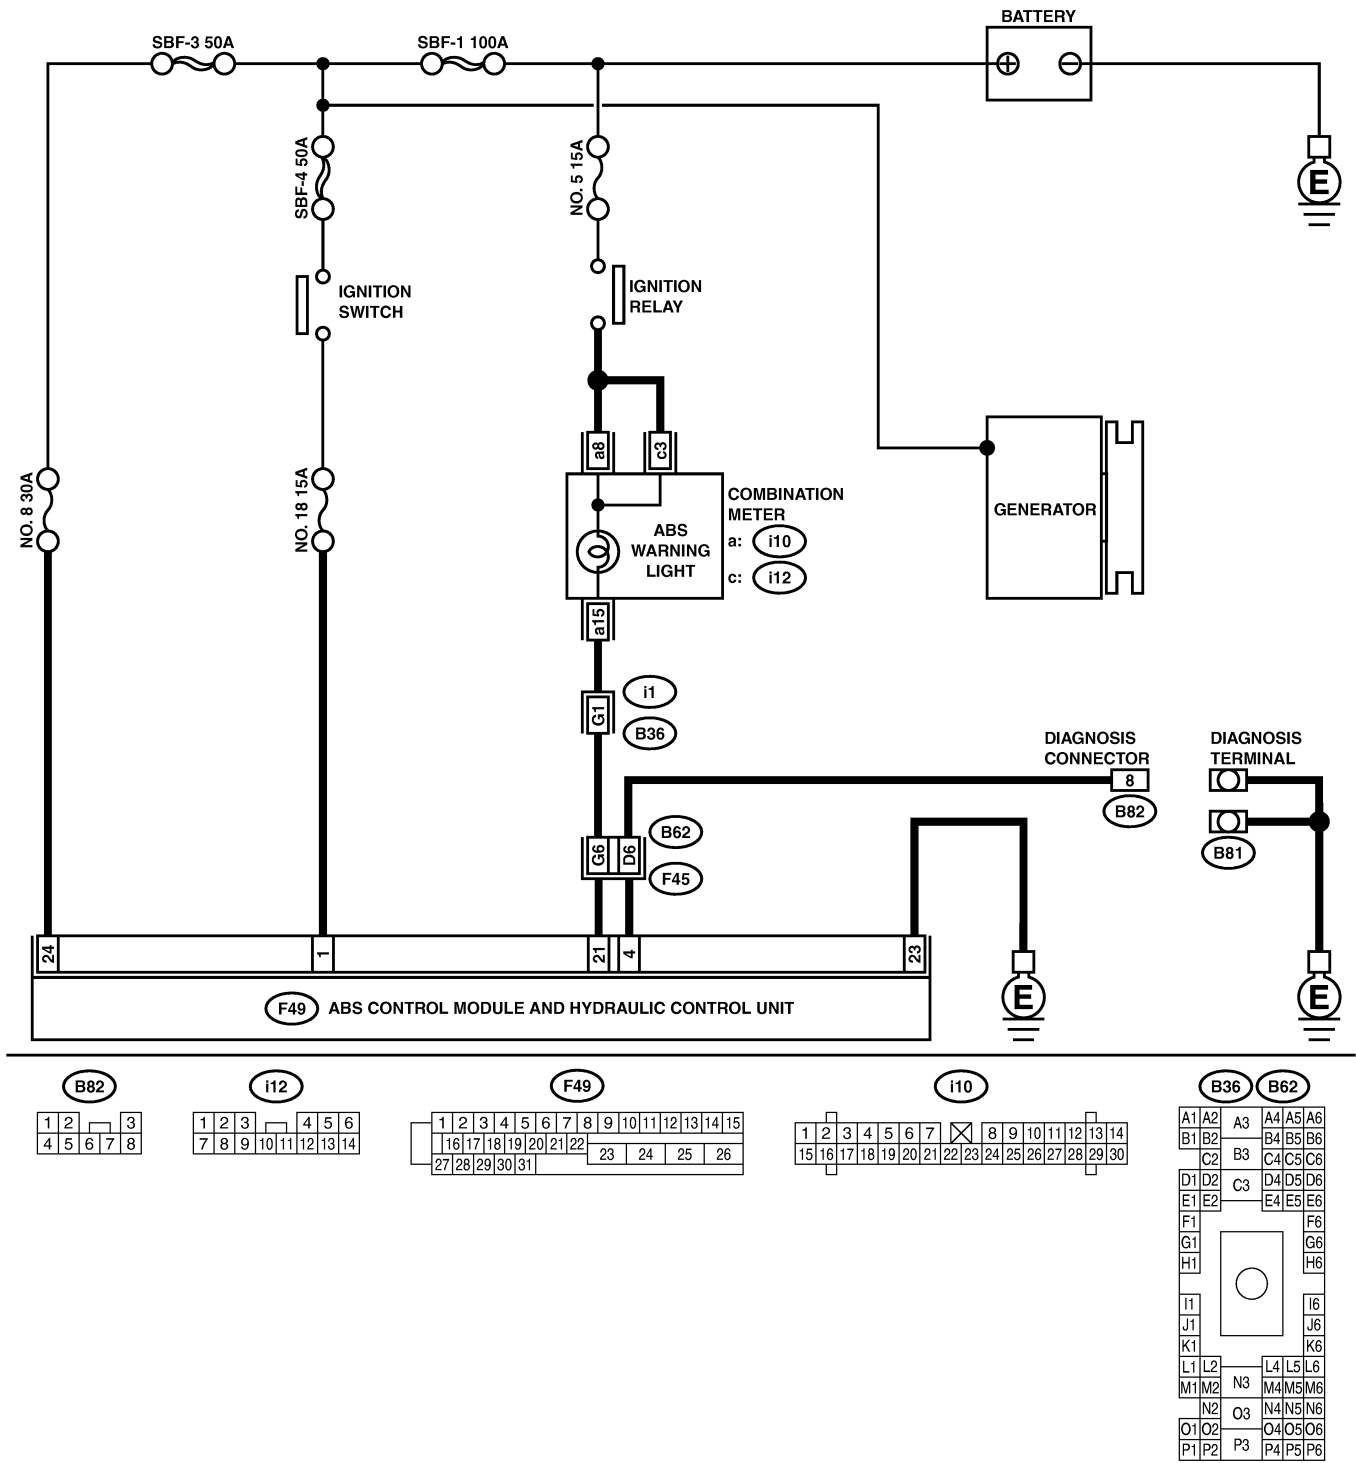 BATTERY
SBF-3 50A
SBF-1 100A
SBF-4 50A
NO. 5 15A
E
IGNITION
SWITCH
IGNITION
RELAY
a8
c3
NO. 8 30A
NO. 18 15A
COMBINATION
METER
a: i10
c: i12
ABS
WARNING
LIGHT
GENERATOR
a15
i1
G1
B36
DIAGNOSIS
CONNECTOR
8
B82
DIAGNOSIS
TERMINAL
B81
B62
G6
D6
F45
24
1
21
4
23
F49 ABS CONTROL MODULE AND HYDRAULIC CONTROL UNIT
E
E
B82
1 2 3
4 5 6 7 8
i12
1 2 3 4 5 6
7 8 9 10 11 12 13 14
F49
1 2 3 4 5 6 7 8 9 10 11 12 13 14 15
16 17 18 19 20 21 22
23 24 25 26
27 28 29 30 31
i10
1 2 3 4 5 6 7 8 9 10 11 12 13 14
15 16 17 18 19 20 21 22 23 24 25 26 27 28 29 30
B36 B62
A1 A2 A3 A4 A5 A6
B1 B2 B3 B4 B5 B6
C2 C3 C4 C5 C6
D1 D2 D4 D5 D6
E1 E2 E4 E5 E6
F1 F6
G1 G6
H1 H6
I1 I6
J1 J6
K1 K6
L1 L2 L4 L5 L6
M1 M2 N3 M4 M5 M6
N2 O3 N4 N5 N6
O1 O2 O4 O5 O6
P1 P2 P3 P4 P5 P6